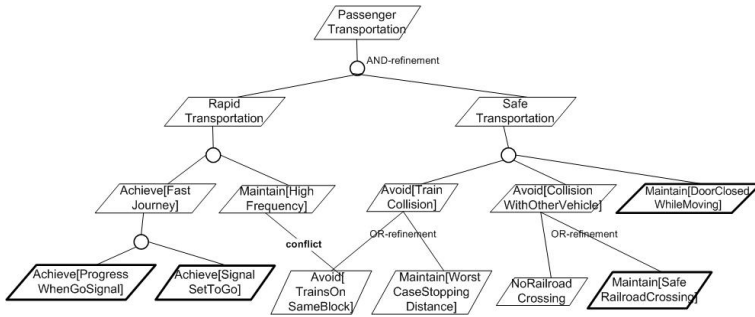 Passenger
Transportation
AND-refinement
Rapid
Transportation
Safe
Transportation
Achieve[Fast
Journey]
Maintain[High
Frequency]
Avoid[Train
Collision]
Avoid[Collision
WithOtherVehicle]
Maintain[DoorClosed
WhileMoving]
conflict
OR-refinement
OR-refinement
Achieve[Progress
WhenGoSignal]
Achieve[Signal
SetToGo]
Avoid[
TrainsOn
SameBlock]
Maintain[Worst
CaseStopping
Distance]
NoRailroad
Crossing
Maintain[Safe
RailroadCrossing]